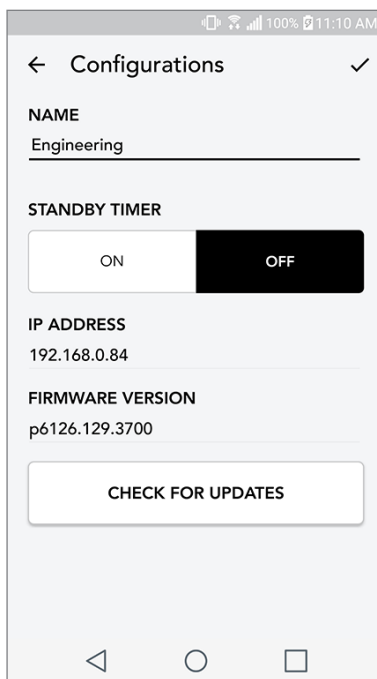 100% 11:10 AM
Configurations
NAME
Engineering
STANDBY TIMER
ON OFF
IP ADDRESS
192.168.0.84
FIRMWARE VERSION
p6126.129.3700
CHECK FOR UPDATES